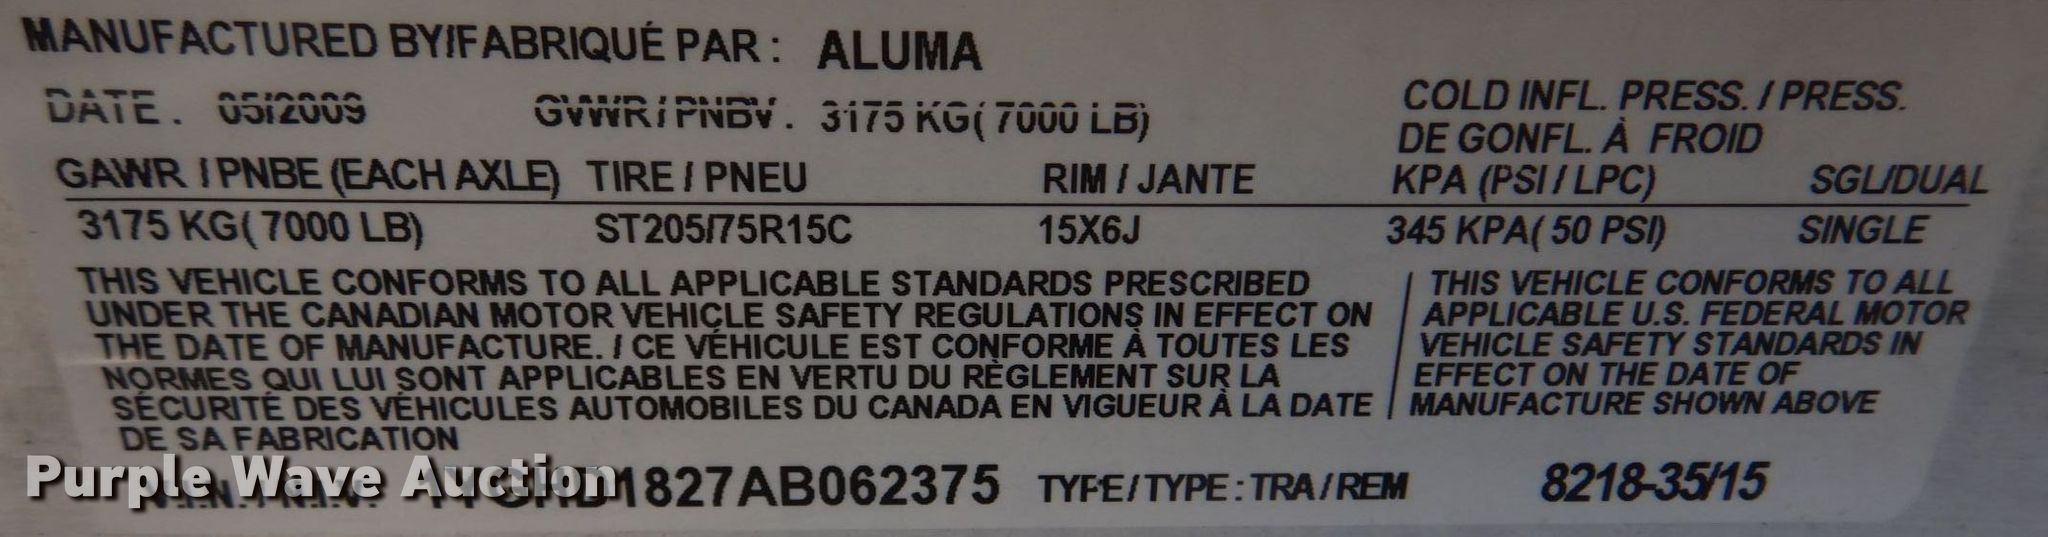 MANUFACTURED BY/FABRIQUÉ PAR: ALUMA
DATE. 05/2009 GVWR/PNBV. 3175 KG(7000 LB)
COLD INFL. PRESS. / PRESS.
DE GONFL. À FROID
GAWR / PNBE (EACH AXLE) TIRE / PNEU RIM / JANTE KPA (PSI / LPC) SGL/DUAL
3175 KG(7000 LB) ST205/75R15C 15X6J 345 KPA(50 PSI) SINGLE
THIS VEHICLE CONFORMS TO ALL APPLICABLE STANDARDS PRESCRIBED
UNDER THE CANADIAN MOTOR VEHICLE SAFETY REGULATIONS IN EFFECT ON
THE DATE OF MANUFACTURE. / CE VÉHICULE EST CONFORME À TOUTES LES
NORMES QUI LUI SONT APPLICABLES EN VERTU DU RÈGLEMENT SUR LA
SÉCURITÉ DES VÉHICULES AUTOMOBILES DU CANADA EN VIGUEUR À LA DATE
DE SA FABRICATION
THIS VEHICLE CONFORMS TO ALL
APPLICABLE U.S. FEDERAL MOTOR
VEHICLE SAFETY STANDARDS IN
EFFECT ON THE DATE OF
MANUFACTURE SHOWN ABOVE
Purple Wave Auction
V.I.N. / N.I.V. TYPE/TYPE: TRA/REM 8218-35/15